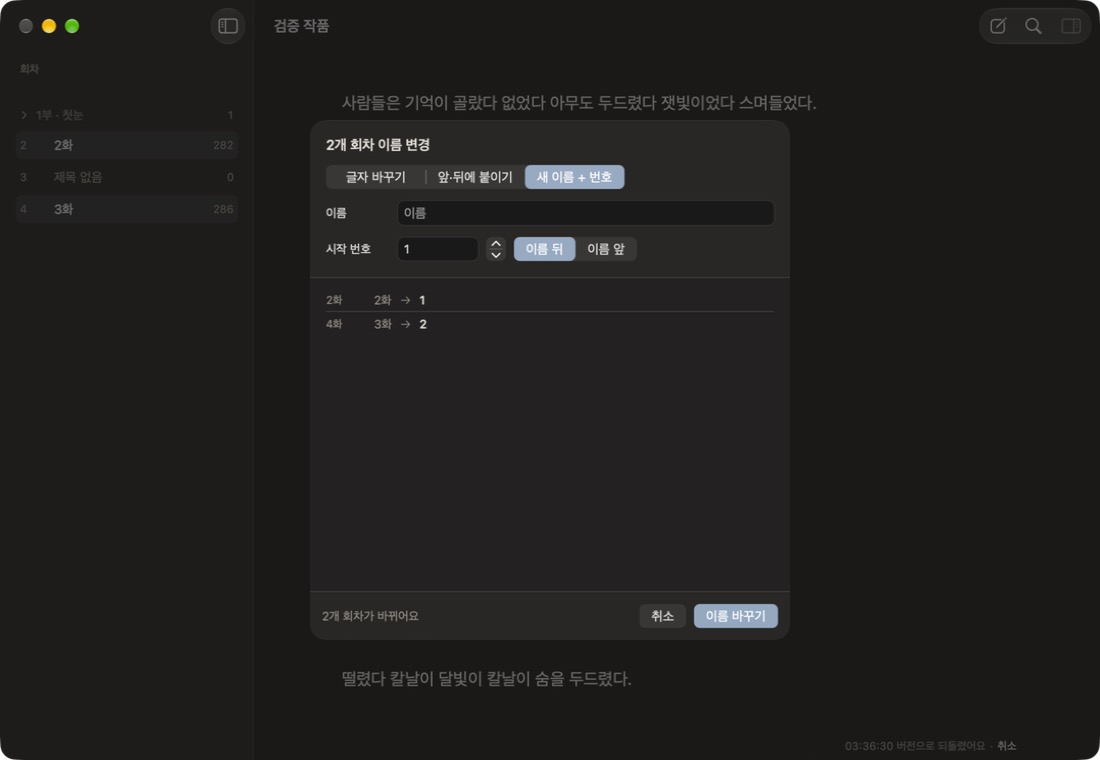 검증 작품
회차
1부 · 첫눈 1
2 2화 282
3 제목 없음 0
4 3화 286
사람들은 기억이 골랐다 없었다 아무도 두드렸다 잿빛이었다 스며들었다.
2개 회차 이름 변경
글자 바꾸기 앞·뒤에 붙이기 새 이름 + 번호
이름 이름
시작 번호 1 이름 뒤 이름 앞
2화 2화 → 1
4화 3화 → 2
2개 회차가 바뀌어요 취소 이름 바꾸기
떨렸다 칼날이 달빛이 칼날이 숨을 두드렸다.
03:36:30 버전으로 되돌렸어요 · 취소